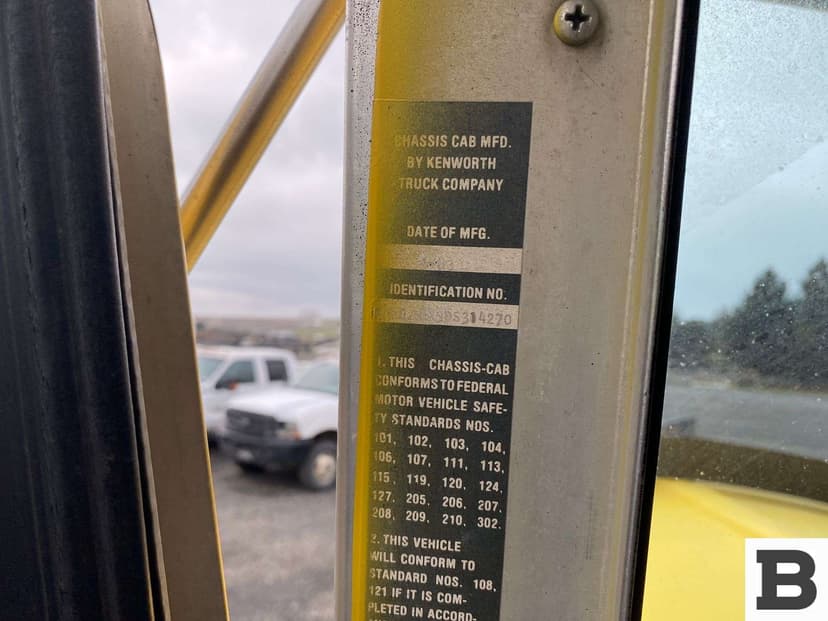 CHASSIS CAB MFD.
BY KENWORTH
TRUCK COMPANY
DATE OF MFG.
IDENTIFICATION NO.
1. THIS CHASSIS-CAB
CONFORMS TO FEDERAL
MOTOR VEHICLE SAFE-
TY STANDARDS NOS.
101, 102, 103, 104,
106, 107, 111, 113,
115, 119, 120, 124,
127, 205, 206, 207,
208, 209, 210, 302.
2. THIS VEHICLE
WILL CONFORM TO
STANDARD NOS. 108,
121 IF IT IS COM-
PLETED IN ACCORD-
B